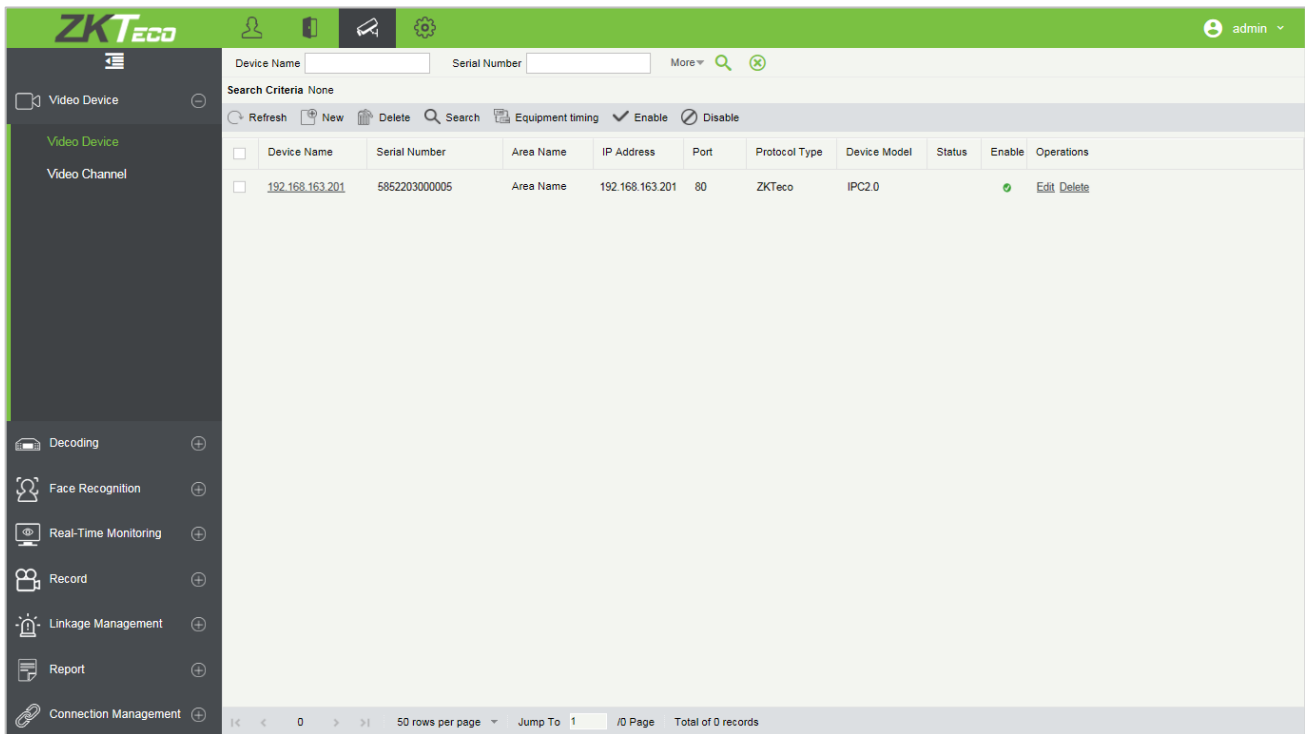 ZKTeco
admin
Device Name Serial Number More
Search Criteria None
Refresh New Delete Search Equipment timing Enable Disable
Device Name Serial Number Area Name IP Address Port Protocol Type Device Model Status Enable Operations
192.168.163.201 5852203000005 Area Name 192.168.163.201 80 ZKTeco IPC2.0 Edit Delete
Video Device
Video Device
Video Channel
Decoding
Face Recognition
Real-Time Monitoring
Record
Linkage Management
Report
Connection Management
0 50 rows per page Jump To 1 /0 Page Total of 0 records